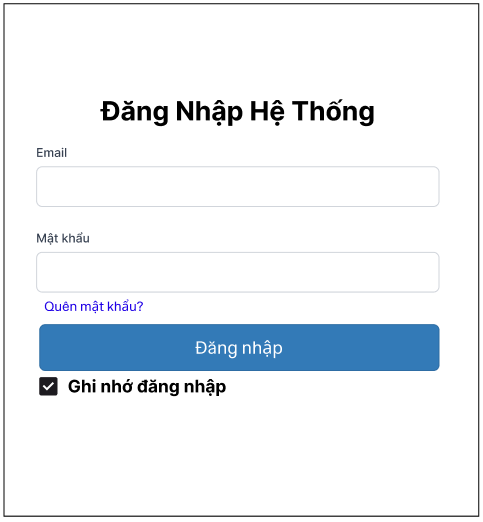 Đăng Nhập Hệ Thống
Email
Mật khẩu
Quên mật khẩu?
Đăng nhập
Ghi nhớ đăng nhập